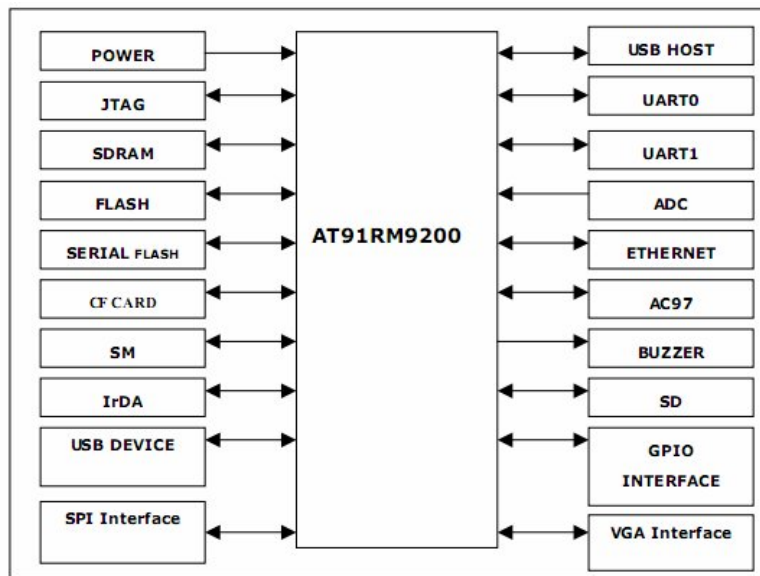 POWER
JTAG
SDRAM
FLASH
SERIAL FLASH
CF CARD
SM
IrDA
USB DEVICE
SPI Interface
AT91RM9200
USB HOST
UART0
UART1
ADC
ETHERNET
AC97
BUZZER
SD
GPIO
INTERFACE
VGA Interface